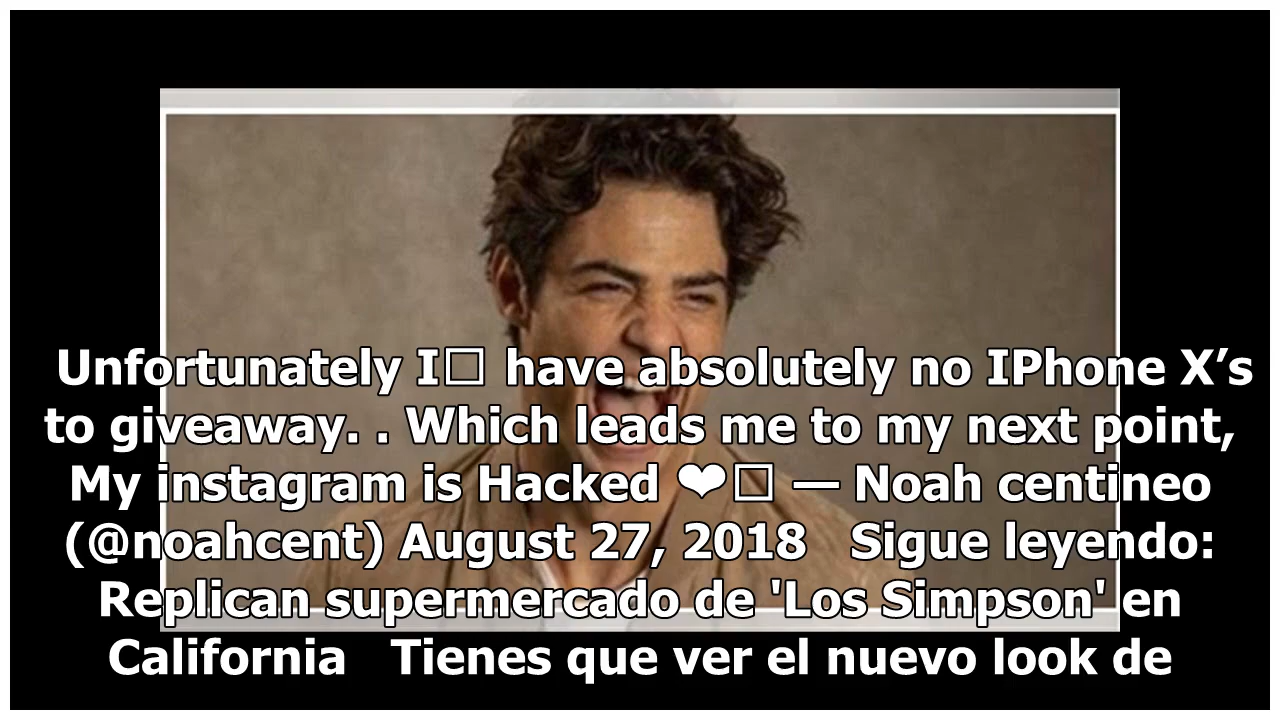 Unfortunately I□ have absolutely no IPhone X’s
to giveaway. . Which leads me to my next point,
My instagram is Hacked ❤□ — Noah centineo
(@noahcent) August 27, 2018   Sigue leyendo:
Replican supermercado de 'Los Simpson' en
California   Tienes que ver el nuevo look de